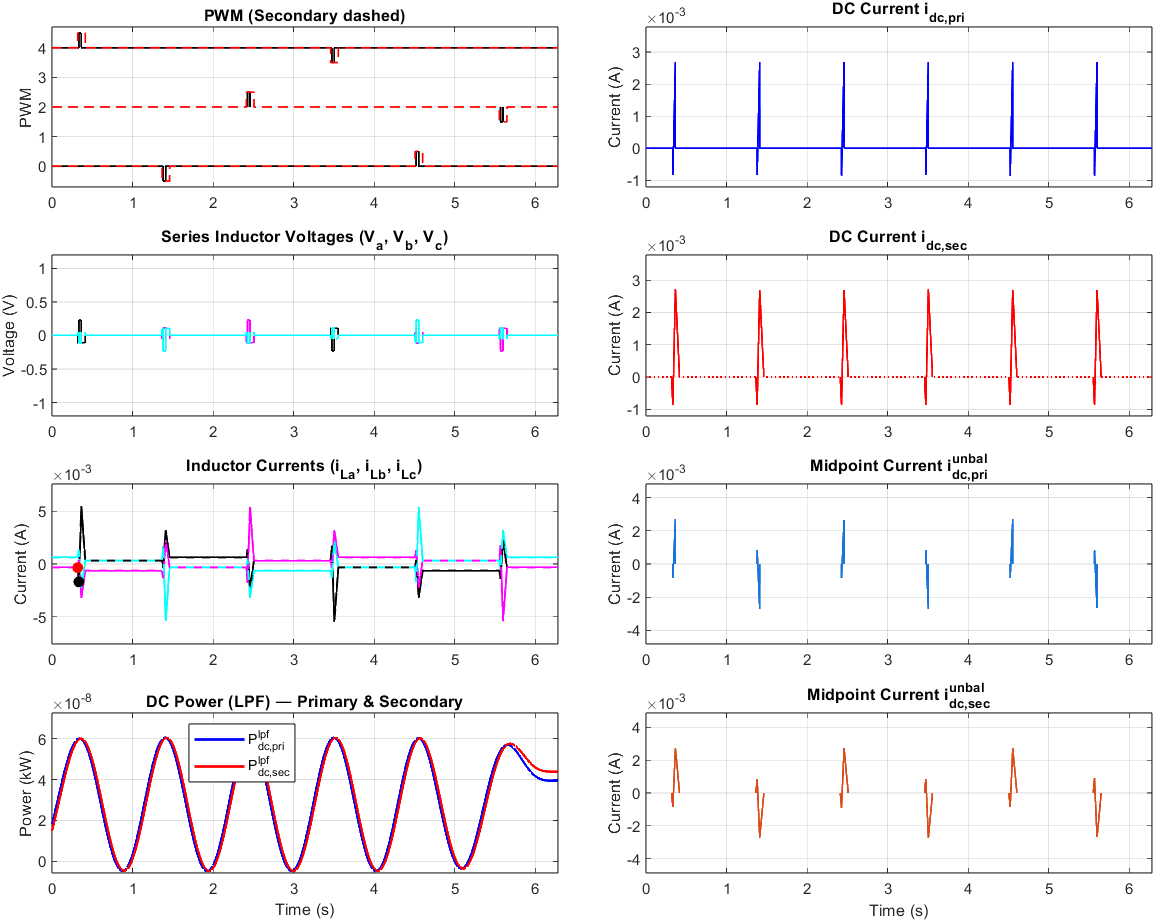 PWM (Secondary dashed)
PWM
4
3
2
1
0
0 1 2 3 4 5 6
DC Current i_dc,pri
×10^-3
Current (A)
3
2
1
0
-1
0 1 2 3 4 5 6
Series Inductor Voltages (V_a, V_b, V_c)
Voltage (V)
1
0.5
0
-0.5
-1
0 1 2 3 4 5 6
DC Current i_dc,sec
×10^-3
Current (A)
3
2
1
0
-1
0 1 2 3 4 5 6
Inductor Currents (i_La, i_Lb, i_Lc)
×10^-3
Current (A)
5
0
-5
0 1 2 3 4 5 6
Midpoint Current i_dc,pri^unbal
×10^-3
Current (A)
4
2
0
-2
-4
0 1 2 3 4 5 6
DC Power (LPF) — Primary & Secondary
×10^-8
Power (kW)
6
4
2
0
P_dc,pri^lpf
P_dc,sec^lpf
0 1 2 3 4 5 6
Time (s)
Midpoint Current i_dc,sec^unbal
×10^-3
Current (A)
4
2
0
-2
-4
0 1 2 3 4 5 6
Time (s)